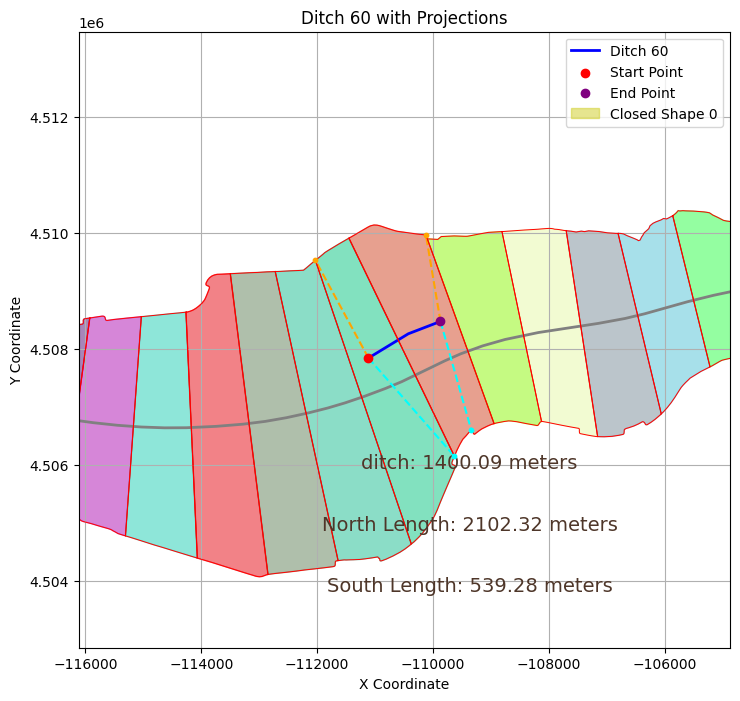 Ditch 60 with Projections
1e6
Ditch 60
Start Point
End Point
Closed Shape 0
4.512
4.510
4.508
4.506
4.504
Y Coordinate
ditch: 1400.09 meters
North Length: 2102.32 meters
South Length: 539.28 meters
−116000 −114000 −112000 −110000 −108000 −106000
X Coordinate